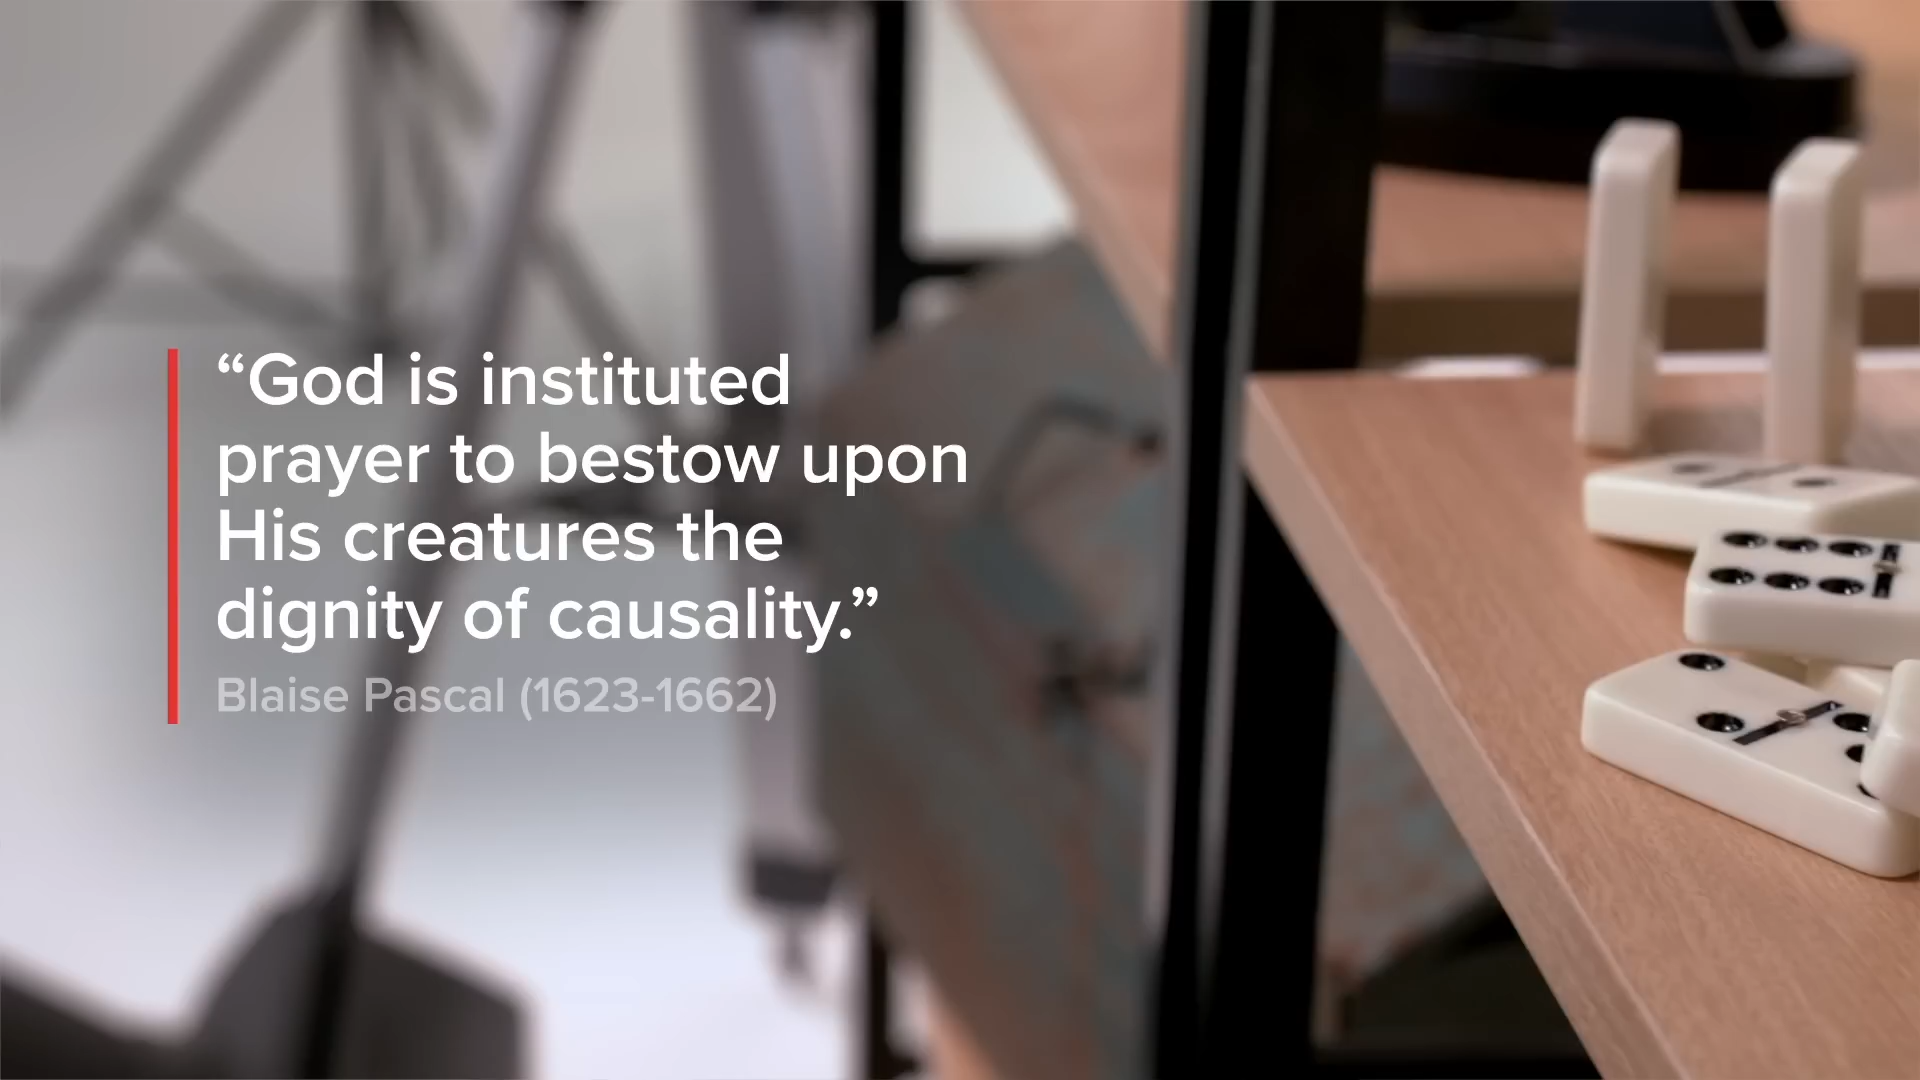 “God is instituted
prayer to bestow upon
His creatures the
dignity of causality.”
Blaise Pascal (1623-1662)